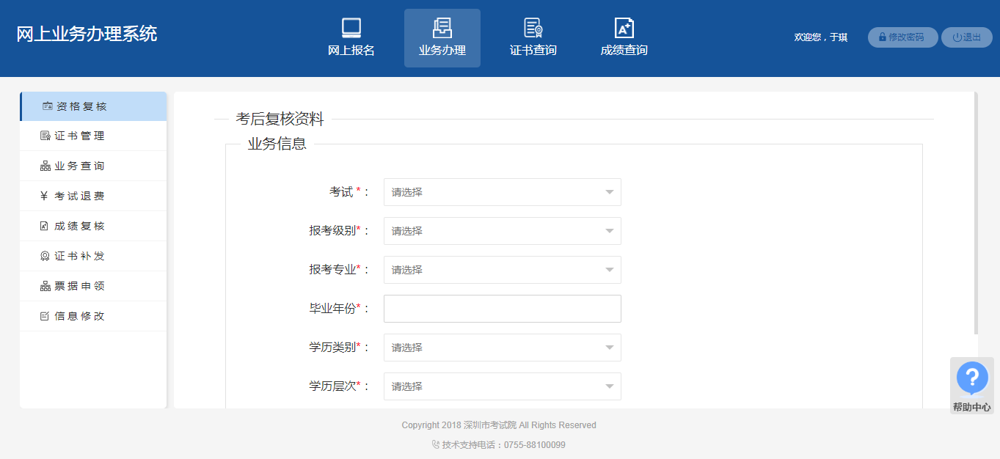 网上业务办理系统
网上报名
业务办理
证书查询
成绩查询
欢迎您，于琪
修改密码
退出
资格复核
证书管理
业务查询
考试退费
成绩复核
证书补发
票据申领
信息修改
考后复核资料
业务信息
考试*： 请选择
报考级别*： 请选择
报考专业*： 请选择
毕业年份*：
学历类别*： 请选择
学历层次*： 请选择
帮助中心
Copyright 2018 深圳市考试院 All Rights Reserved
技术支持电话：0755-88100099